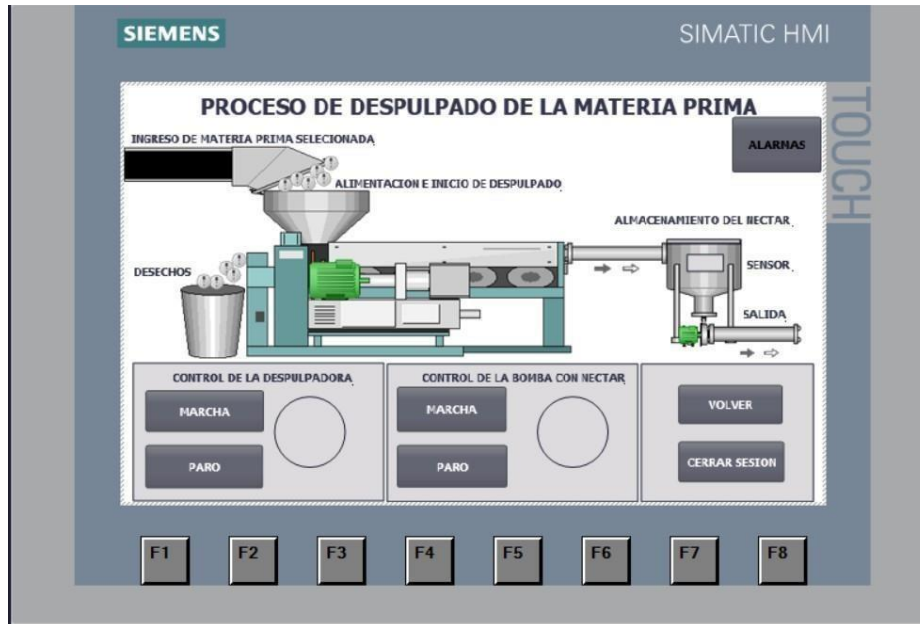 SIEMENS
SIMATIC HMI
TOUCH
PROCESO DE DESPULPADO DE LA MATERIA PRIMA
ALARMAS
INGRESO DE MATERIA PRIMA SELECCIONADA
ALIMENTACION E INICIO DE DESPULPADO
ALMACENAMIENTO DEL NECTAR
DESECHOS
SENSOR
SALIDA
CONTROL DE LA DESPULPADORA
MARCHA
PARO
CONTROL DE LA BOMBA CON NECTAR
MARCHA
PARO
VOLVER
CERRAR SESION
F1 F2 F3 F4 F5 F6 F7 F8